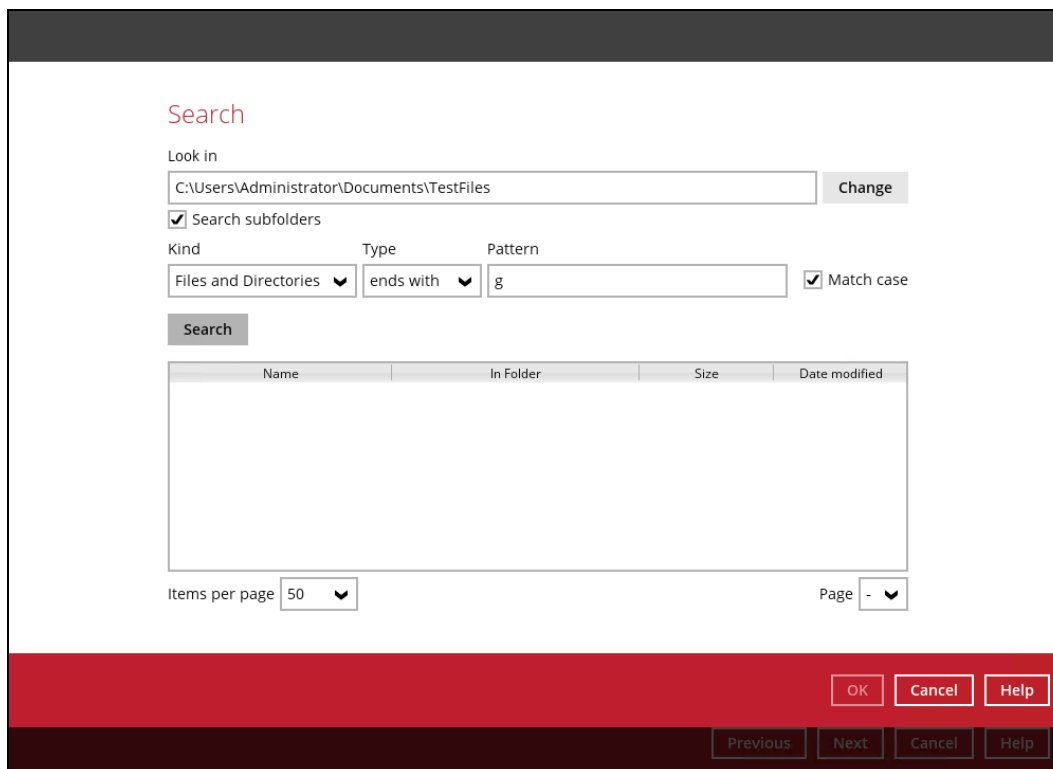 Search
Look in
C:\Users\Administrator\Documents\TestFiles Change
Search subfolders
Kind Type Pattern
Files and Directories ends with g Match case
Search
Name In Folder Size Date modified
Items per page 50 Page -
OK Cancel Help
Previous Next Cancel Help